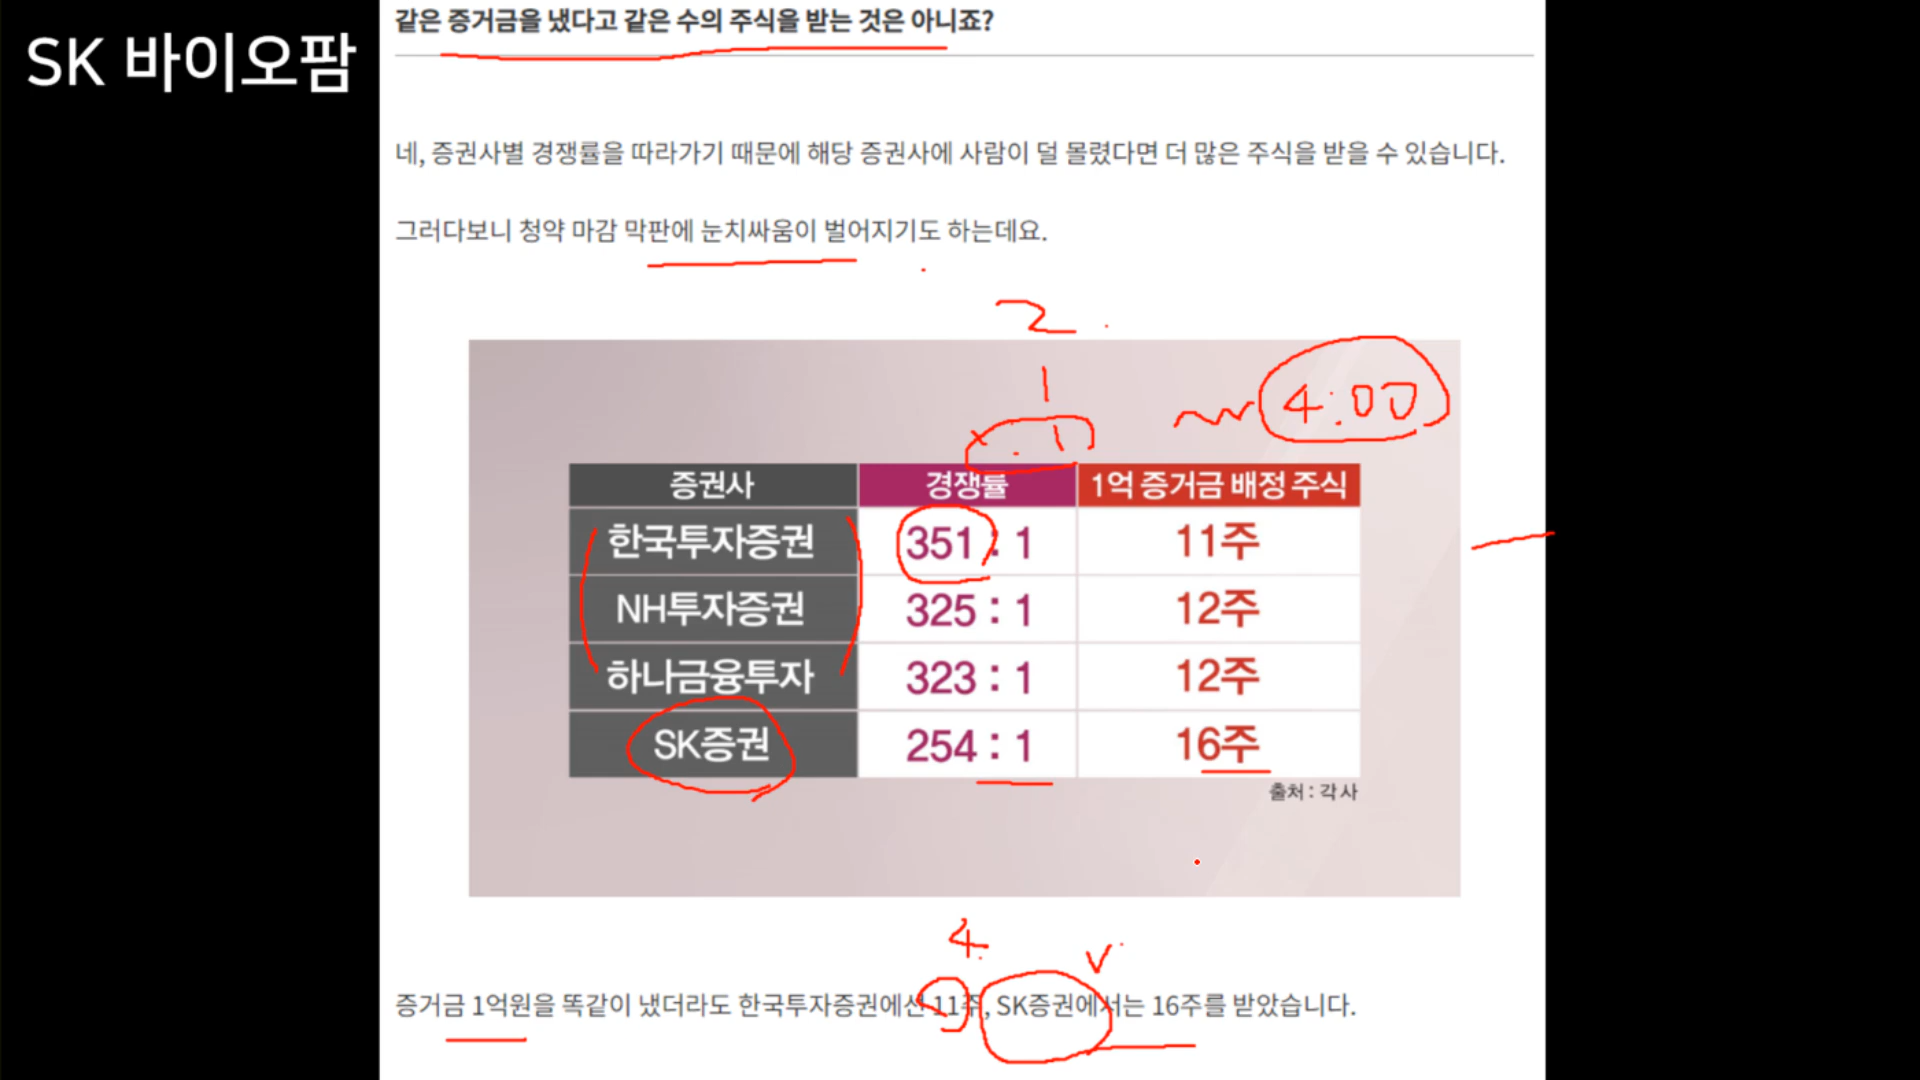 SK 바이오팜
같은 증거금을 냈다고 같은 수의 주식을 받는 것은 아니죠?
네, 증권사별 경쟁률을 따라가기 때문에 해당 증권사에 사람이 덜 몰렸다면 더 많은 주식을 받을 수 있습니다.
그러다보니 청약 마감 막판에 눈치싸움이 벌어지기도 하는데요.
2
1
4:00
증권사 경쟁률 1억 증거금 배정 주식
한국투자증권 351 : 1 11주
NH투자증권 325 : 1 12주
하나금융투자 323 : 1 12주
SK증권 254 : 1 16주
출처 : 각 사
4
증거금 1억원을 똑같이 냈더라도 한국투자증권에선 11주, SK증권에서는 16주를 받았습니다.